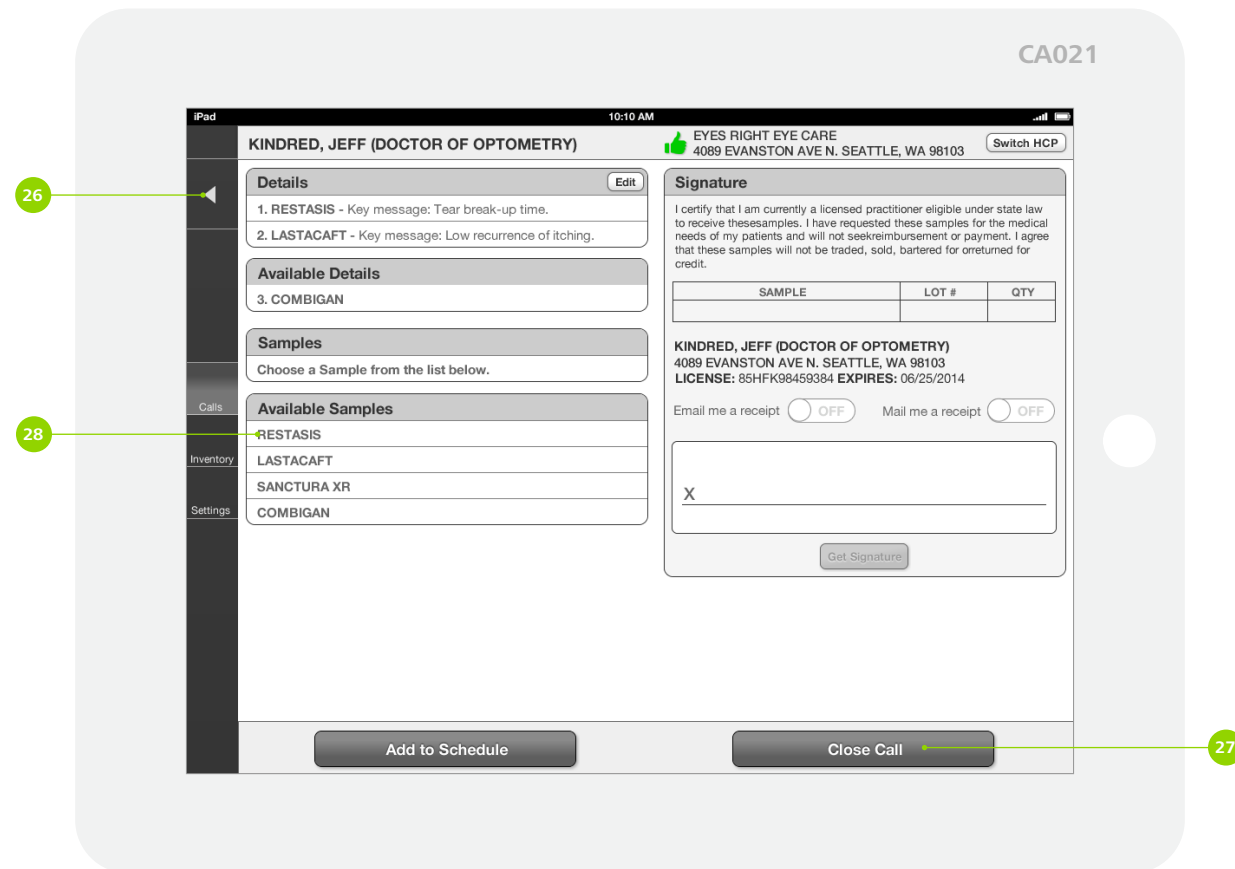 CA021
iPad
10:10 AM
KINDRED, JEFF (DOCTOR OF OPTOMETRY)
EYES RIGHT EYE CARE
4089 EVANSTON AVE N. SEATTLE, WA 98103
Switch HCP
26
Calls
Inventory
Settings
Details
Edit
1. RESTASIS - Key message: Tear break-up time.
2. LASTACAFT - Key message: Low recurrence of itching.
Available Details
3. COMBIGAN
Samples
Choose a Sample from the list below.
Available Samples
28
RESTASIS
LASTACAFT
SANCTURA XR
COMBIGAN
Signature
I certify that I am currently a licensed practitioner eligible under state law
to receive thesesamples. I have requested these samples for the medical
needs of my patients and will not seekreimbursement or payment. I agree
that these samples will not be traded, sold, bartered for orreturned for
credit.
SAMPLE LOT # QTY
KINDRED, JEFF (DOCTOR OF OPTOMETRY)
4089 EVANSTON AVE N. SEATTLE, WA 98103
LICENSE: 85HFK98459384 EXPIRES: 06/25/2014
Email me a receipt OFF Mail me a receipt OFF
X
Get Signature
Add to Schedule
Close Call
27